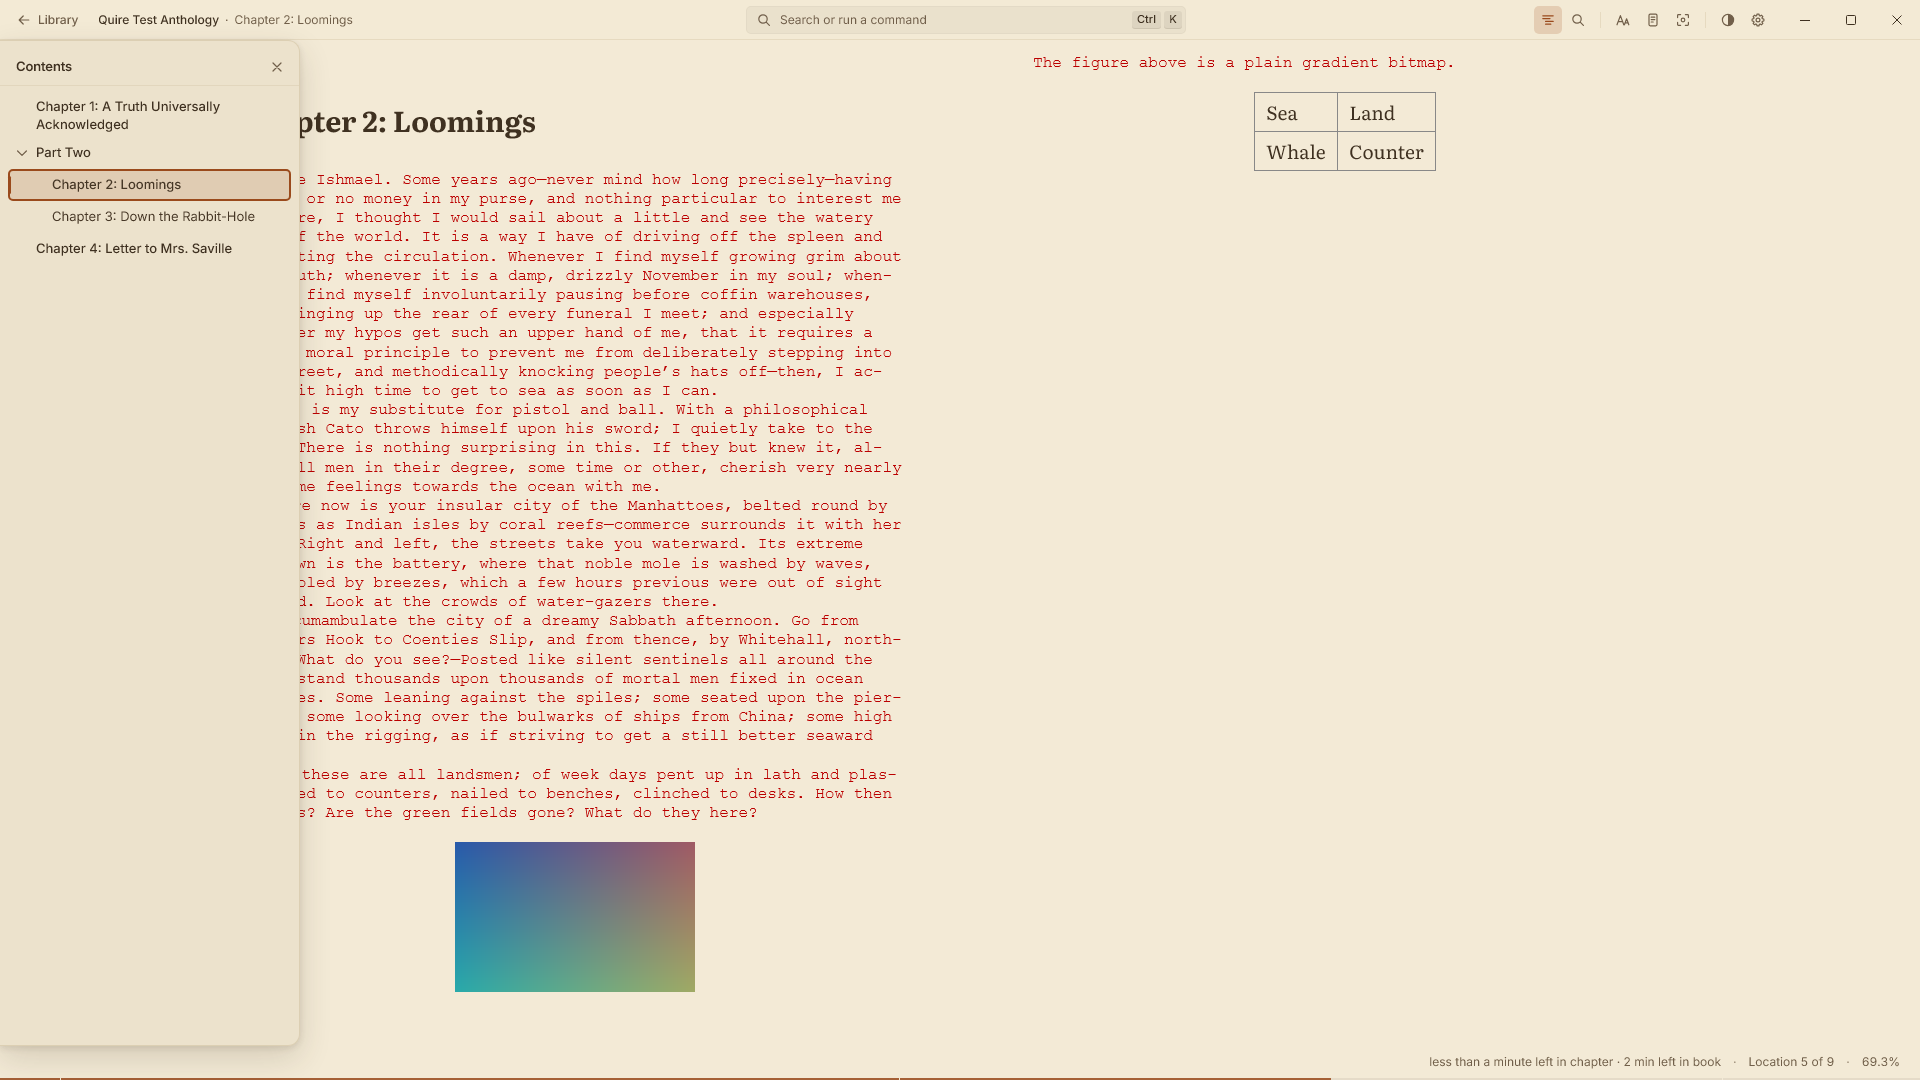 Library
Quire Test Anthology · Chapter 2: Loomings
Search or run a command
Ctrl K
Contents
Chapter 1: A Truth Universally
Acknowledged
Part Two
Chapter 2: Loomings
Chapter 3: Down the Rabbit-Hole
Chapter 4: Letter to Mrs. Saville
pter 2: Loomings
Ishmael. Some years ago—never mind how long precisely—having
or no money in my purse, and nothing particular to interest me
re, I thought I would sail about a little and see the watery
f the world. It is a way I have of driving off the spleen and
ting the circulation. Whenever I find myself growing grim about
uth; whenever it is a damp, drizzly November in my soul; when-
find myself involuntarily pausing before coffin warehouses,
inging up the rear of every funeral I meet; and especially
er my hypos get such an upper hand of me, that it requires a
moral principle to prevent me from deliberately stepping into
reet, and methodically knocking people’s hats off—then, I ac-
it high time to get to sea as soon as I can.
is my substitute for pistol and ball. With a philosophical
sh Cato throws himself upon his sword; I quietly take to the
There is nothing surprising in this. If they but knew it, al-
ll men in their degree, some time or other, cherish very nearly
me feelings towards the ocean with me.
e now is your insular city of the Manhattoes, belted round by
s as Indian isles by coral reefs—commerce surrounds it with her
Right and left, the streets take you waterward. Its extreme
wn is the battery, where that noble mole is washed by waves,
oled by breezes, which a few hours previous were out of sight
d. Look at the crowds of water-gazers there.
cumambulate the city of a dreamy Sabbath afternoon. Go from
rs Hook to Coenties Slip, and from thence, by Whitehall, north-
What do you see?—Posted like silent sentinels all around the
stand thousands upon thousands of mortal men fixed in ocean
es. Some leaning against the spiles; some seated upon the pier-
some looking over the bulwarks of ships from China; some high
in the rigging, as if striving to get a still better seaward
these are all landsmen; of week days pent up in lath and plas-
ed to counters, nailed to benches, clinched to desks. How then
s? Are the green fields gone? What do they here?
The figure above is a plain gradient bitmap.
Sea Land
Whale Counter
less than a minute left in chapter · 2 min left in book · Location 5 of 9 · 69.3%